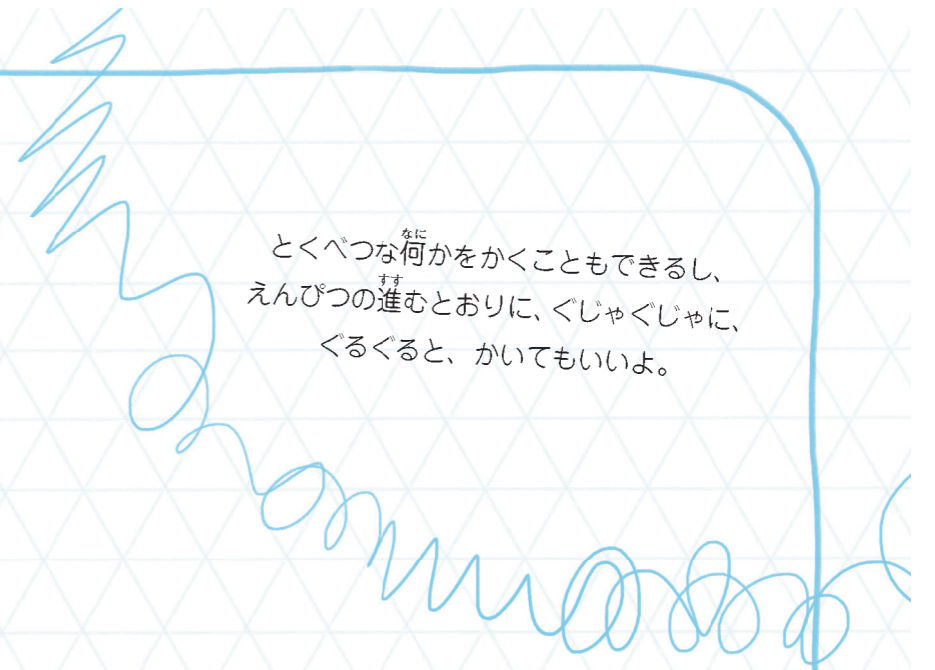 とくべつな何かをかくこともできるし、
えんぴつの進むとおりに、ぐじゃぐじゃに、
ぐるぐると、かいてもいいよ。